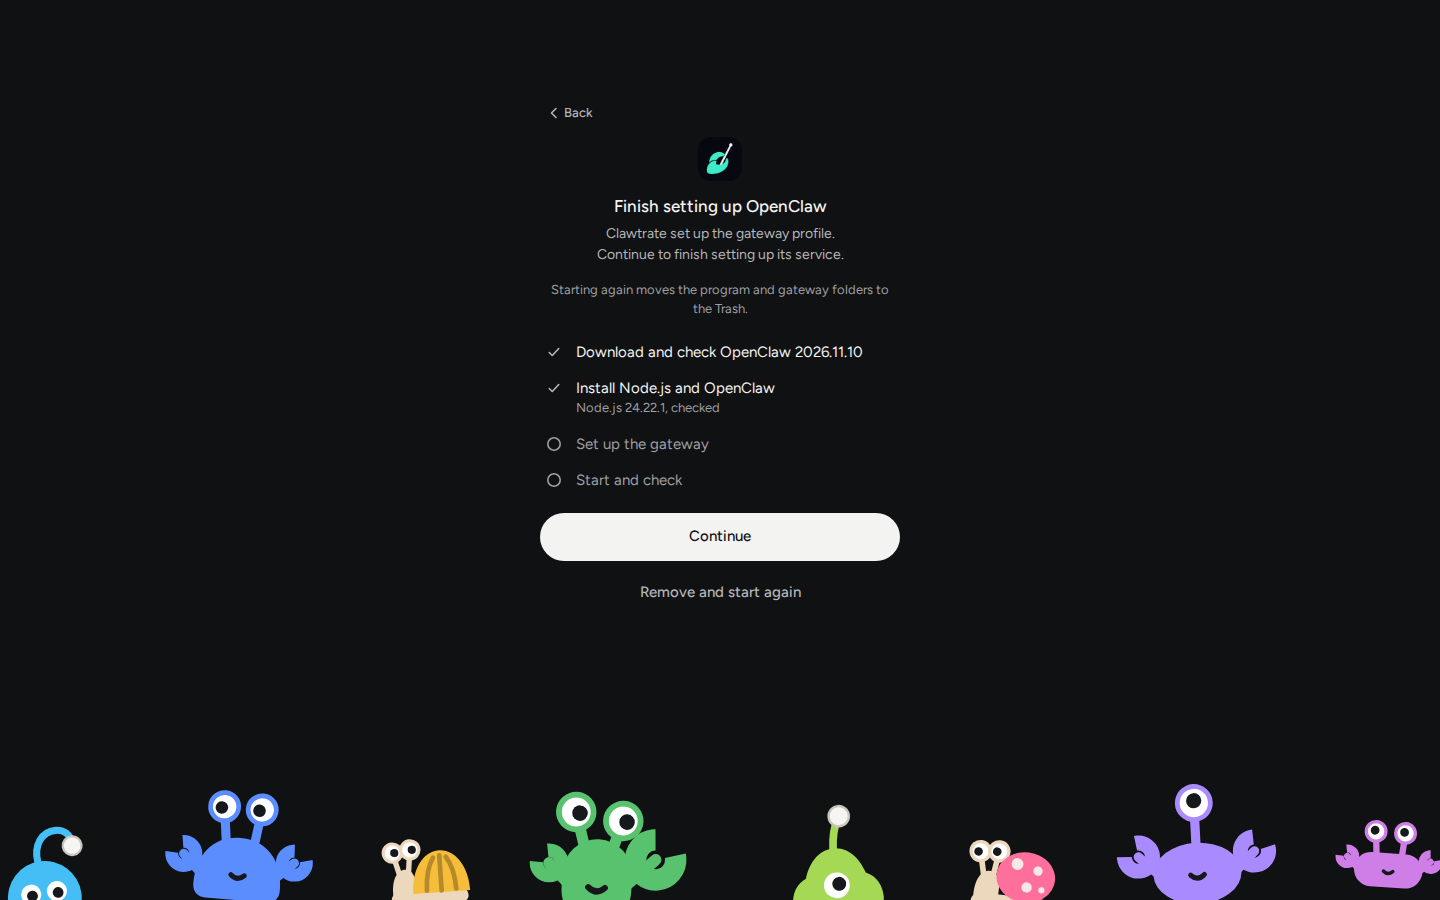 Back
Finish setting up OpenClaw
Clawtrate set up the gateway profile.
Continue to finish setting up its service.
Starting again moves the program and gateway folders to
the Trash.
Download and check OpenClaw 2026.11.10
Install Node.js and OpenClaw
Node.js 24.22.1, checked
Set up the gateway
Start and check
Continue
Remove and start again